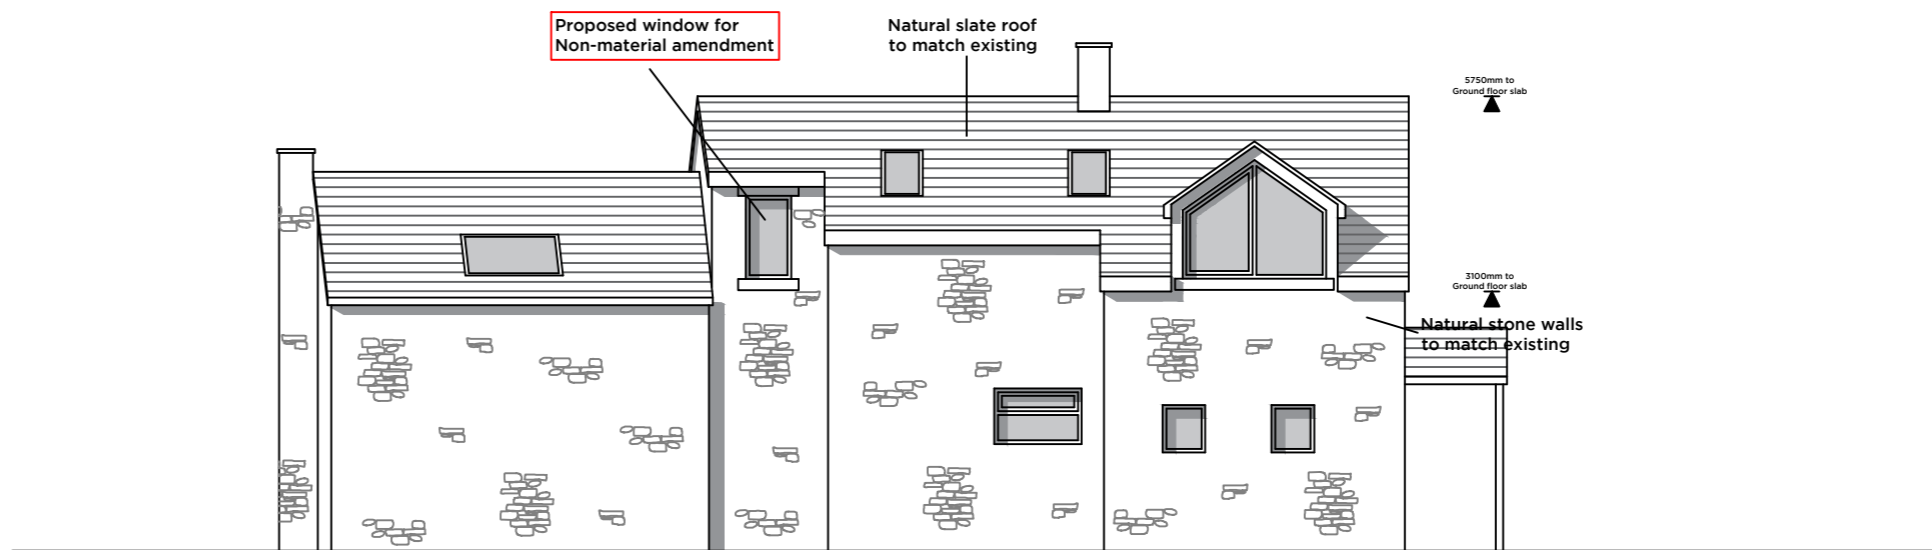 Proposed window for
Non-material amendment
Natural slate roof
to match existing
5750mm to
Ground floor slab
3100mm to
Ground floor slab
Natural stone walls
to match existing